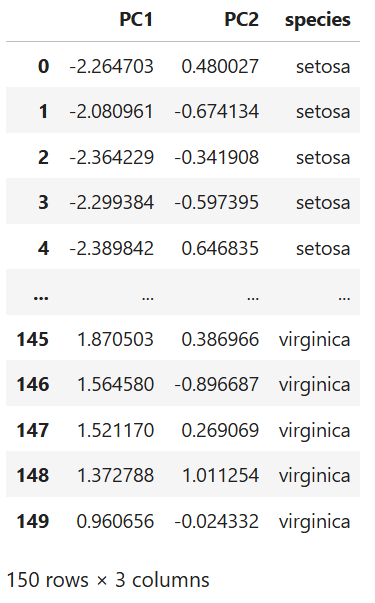 PC1 PC2 species
0 -2.264703 0.480027 setosa
1 -2.080961 -0.674134 setosa
2 -2.364229 -0.341908 setosa
3 -2.299384 -0.597395 setosa
4 -2.389842 0.646835 setosa
... ... ... ...
145 1.870503 0.386966 virginica
146 1.564580 -0.896687 virginica
147 1.521170 0.269069 virginica
148 1.372788 1.011254 virginica
149 0.960656 -0.024332 virginica
150 rows × 3 columns